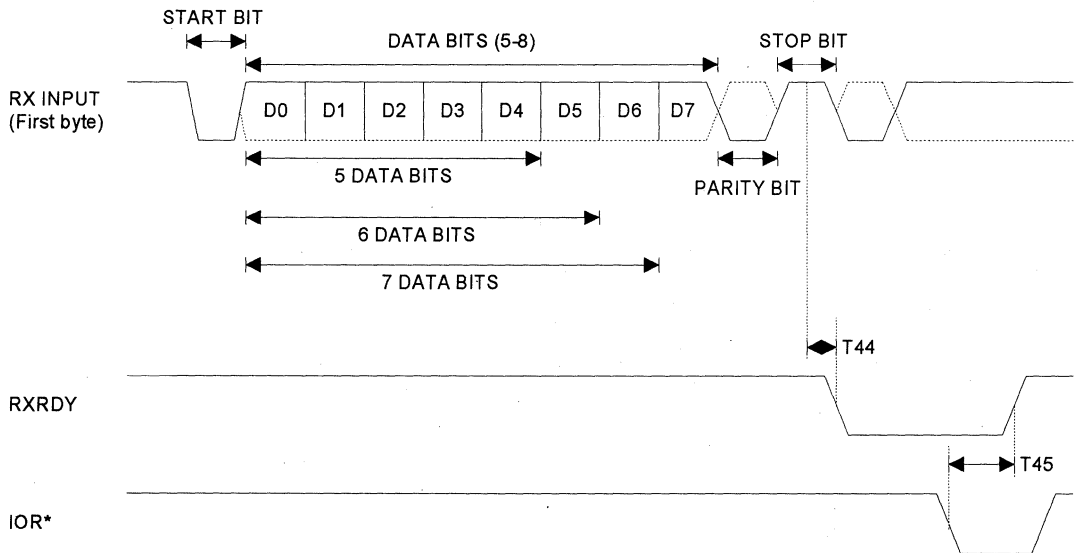 START BIT
DATA BITS (5-8)
STOP BIT
RX INPUT
(First byte)
D0 D1 D2 D3 D4 D5 D6 D7
5 DATA BITS
PARITY BIT
6 DATA BITS
7 DATA BITS
T44
RXRDY
T45
IOR*